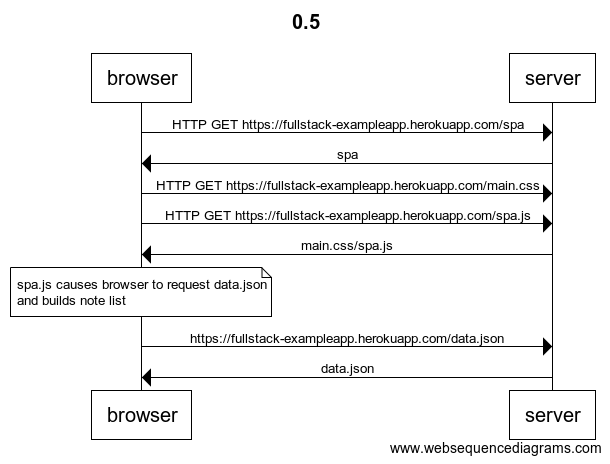 0.5
browser
server
HTTP GET https://fullstack-exampleapp.herokuapp.com/spa
spa
HTTP GET https://fullstack-exampleapp.herokuapp.com/main.css
HTTP GET https://fullstack-exampleapp.herokuapp.com/spa.js
main.css/spa.js
spa.js causes browser to request data.json
and builds note list
https://fullstack-exampleapp.herokuapp.com/data.json
data.json
browser
server
www.websequencediagrams.com